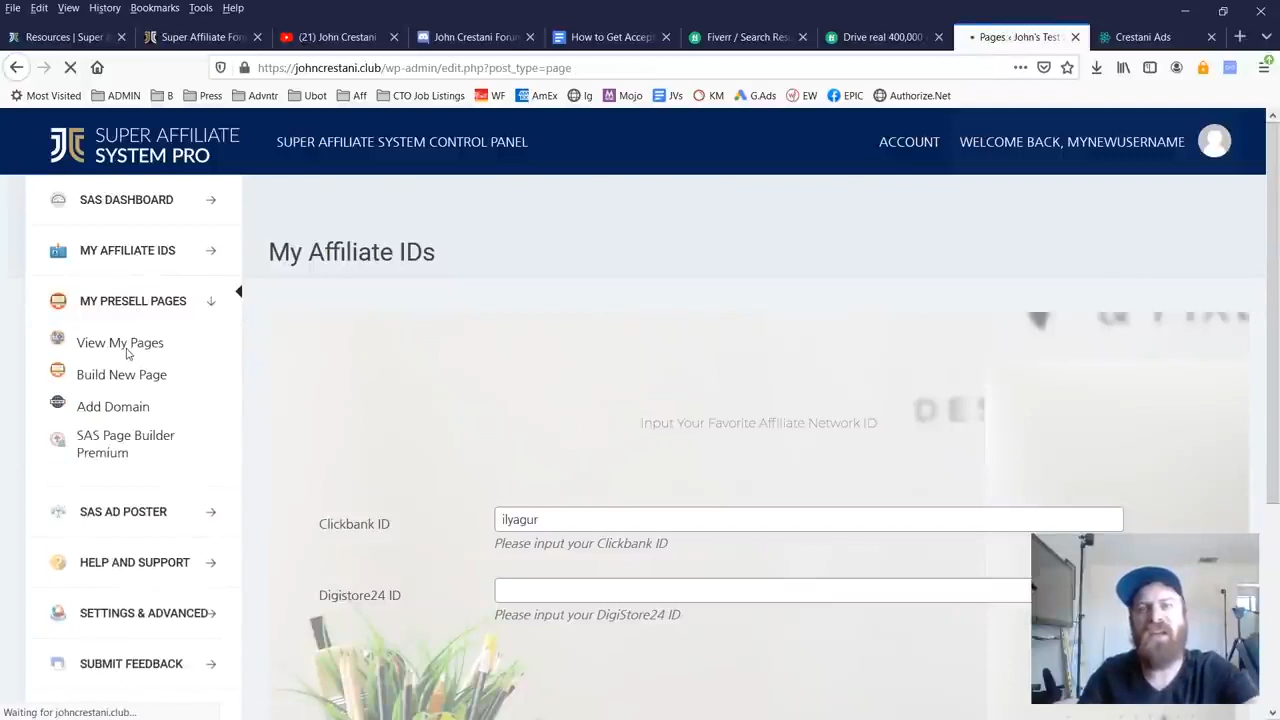 File Edit View History Bookmarks Tools Help
Resources | Super
Super Affiliate For
(21) John Crestani
John Crestani Forum
How to Get Accept
Fiverr / Search Res
Drive real 400,000
Pages ‹ John's Test
Crestani Ads
https://johncrestani.club/wp-admin/edit.php?post_type=page
Most Visited ADMIN B Press Advntr Ubot Aff CTO Job Listings WF AmEx Ig Mojo JVs KM G.Ads EW EPIC Authorize.Net
SUPER AFFILIATE
SYSTEM PRO
SUPER AFFILIATE SYSTEM CONTROL PANEL
ACCOUNT
WELCOME BACK, MYNEWUSERNAME
SAS DASHBOARD
MY AFFILIATE IDS
My Affiliate IDs
MY PRESELL PAGES
View My Pages
Build New Page
Add Domain
SAS Page Builder
Premium
SAS AD POSTER
HELP AND SUPPORT
SETTINGS & ADVANCED
SUBMIT FEEDBACK
Input Your Favorite Affiliate Network ID
DES
Clickbank ID
ilyagur
Please input your Clickbank ID
Digistore24 ID
Please input your DigiStore24 ID
Waiting for johncrestani.club...